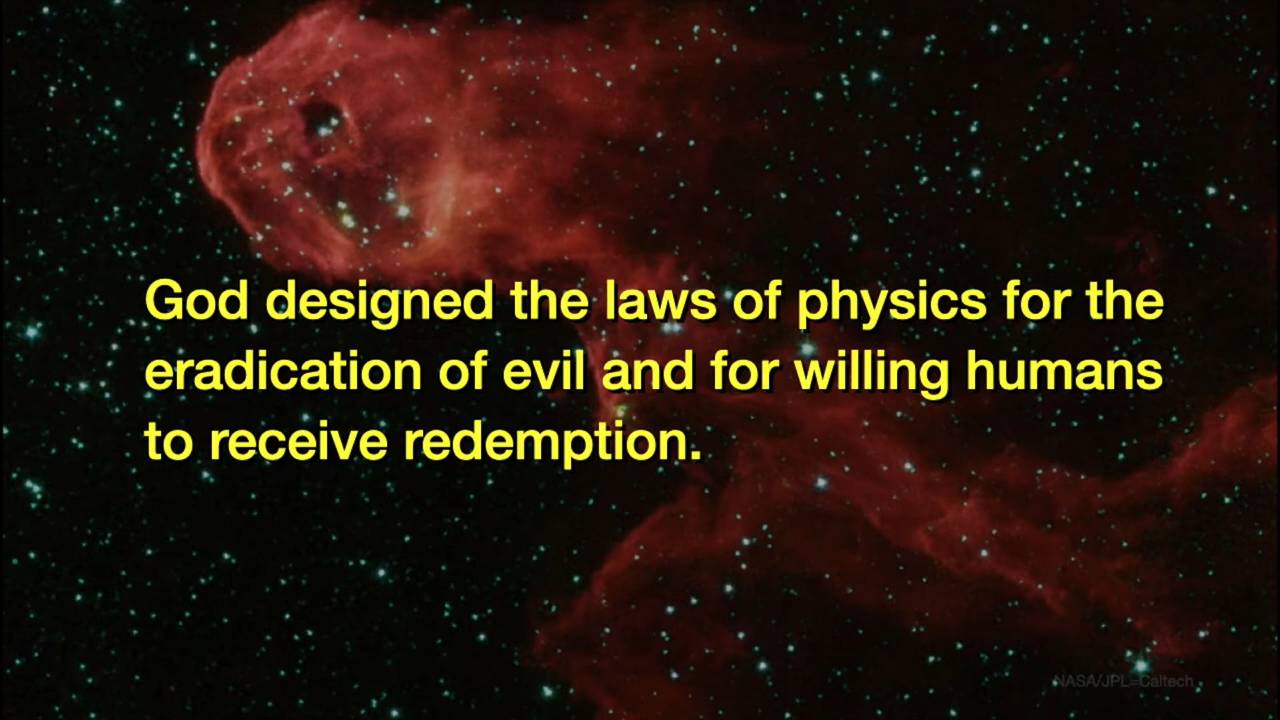 God designed the laws of physics for the
eradication of evil and for willing humans
to receive redemption.
NASA/JPL=Caltech